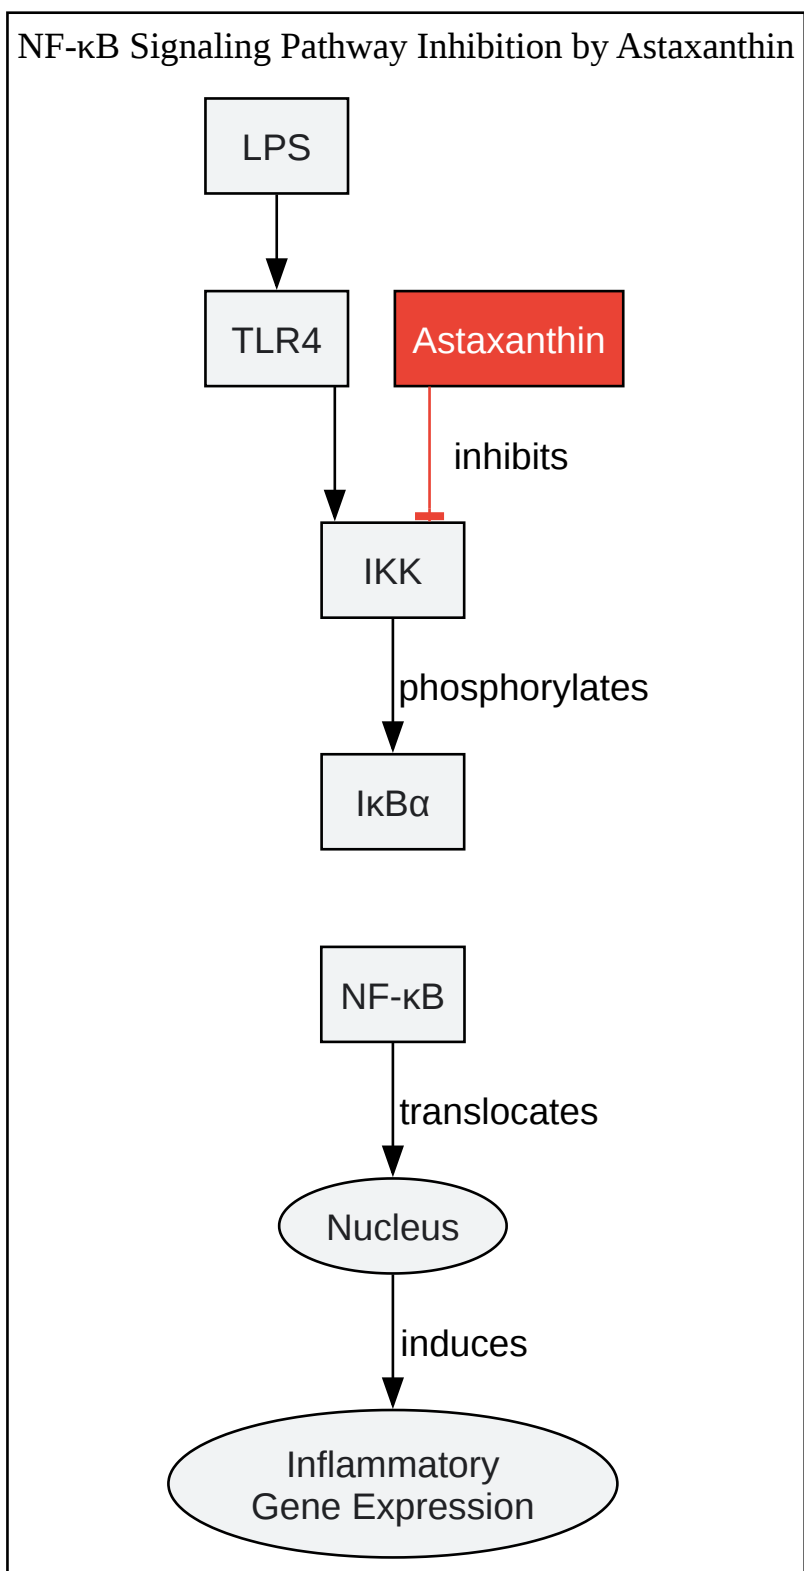 NF-κB Signaling Pathway Inhibition by Astaxanthin
LPS
TLR4
Astaxanthin
inhibits
IKK
phosphorylates
IκBα
NF-κB
translocates
Nucleus
induces
Inflammatory
Gene Expression